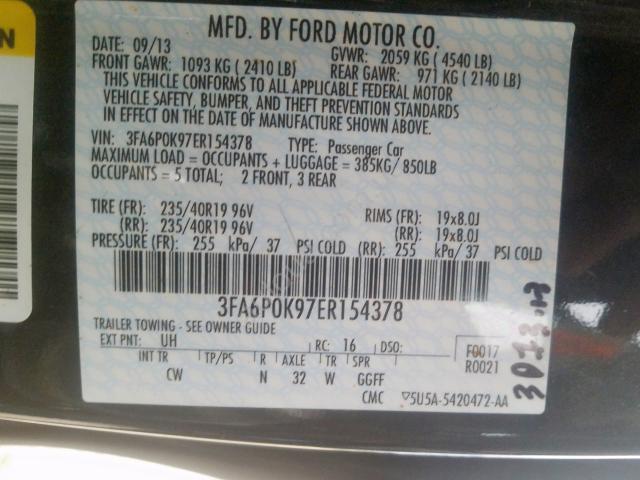 MFD. BY FORD MOTOR CO.
DATE: 09/13 GVWR: 2059 KG (4540 LB)
FRONT GAWR: 1093 KG (2410 LB) REAR GAWR: 971 KG (2140 LB)
THIS VEHICLE CONFORMS TO ALL APPLICABLE FEDERAL MOTOR
VEHICLE SAFETY, BUMPER, AND THEFT PREVENTION STANDARDS
IN EFFECT ON THE DATE OF MANUFACTURE SHOWN ABOVE.
VIN: 3FA6P0K97ER154378 TYPE: Passenger Car
MAXIMUM LOAD = OCCUPANTS + LUGGAGE = 385KG/ 850LB
OCCUPANTS = 5 TOTAL; 2 FRONT, 3 REAR
TIRE (FR): 235/40R19 96V RIMS (FR): 19x8.0J
(RR): 235/40R19 96V (RR): 19x8.0J
PRESSURE (FR): 255 kPa/ 37 PSI COLD (RR): 255 kPa/ 37 PSI COLD
3FA6P0K97ER154378
TRAILER TOWING - SEE OWNER GUIDE
EXT PNT: UH RC: 16 DSO: F0017
R0021
INT TR TP/PS R AXLE TR SPR
CW N 32 W GGFF
CMC ▽5U5A-5420472-AA
N